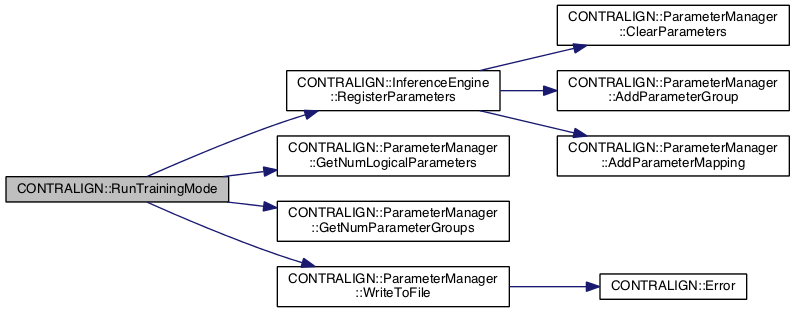 CONTRALIGN::RunTrainingMode
CONTRALIGN::InferenceEngine
::RegisterParameters
CONTRALIGN::ParameterManager
::GetNumLogicalParameters
CONTRALIGN::ParameterManager
::GetNumParameterGroups
CONTRALIGN::ParameterManager
::WriteToFile
CONTRALIGN::ParameterManager
::ClearParameters
CONTRALIGN::ParameterManager
::AddParameterGroup
CONTRALIGN::ParameterManager
::AddParameterMapping
CONTRALIGN::Error